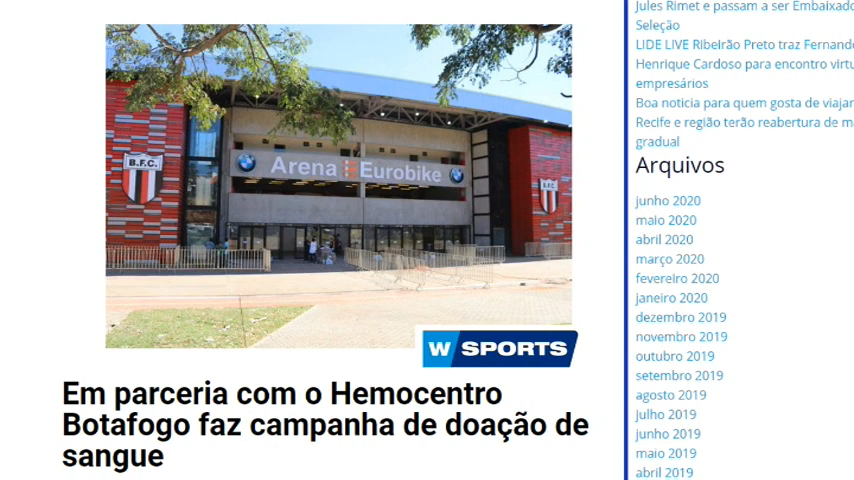 B.F.C.
Arena Eurobike
B.F.C.
W SPORTS
Em parceria com o Hemocentro
Botafogo faz campanha de doação de
sangue
Jules Rimet e passam a ser Embaixado
Seleção
LIDE LIVE Ribeirão Preto traz Fernando
Henrique Cardoso para encontro virtu
empresários
Boa noticia para quem gosta de viajar
Recife e região terão reabertura de m
gradual
Arquivos
junho 2020
maio 2020
abril 2020
março 2020
fevereiro 2020
janeiro 2020
dezembro 2019
novembro 2019
outubro 2019
setembro 2019
agosto 2019
julho 2019
junho 2019
maio 2019
abril 2019